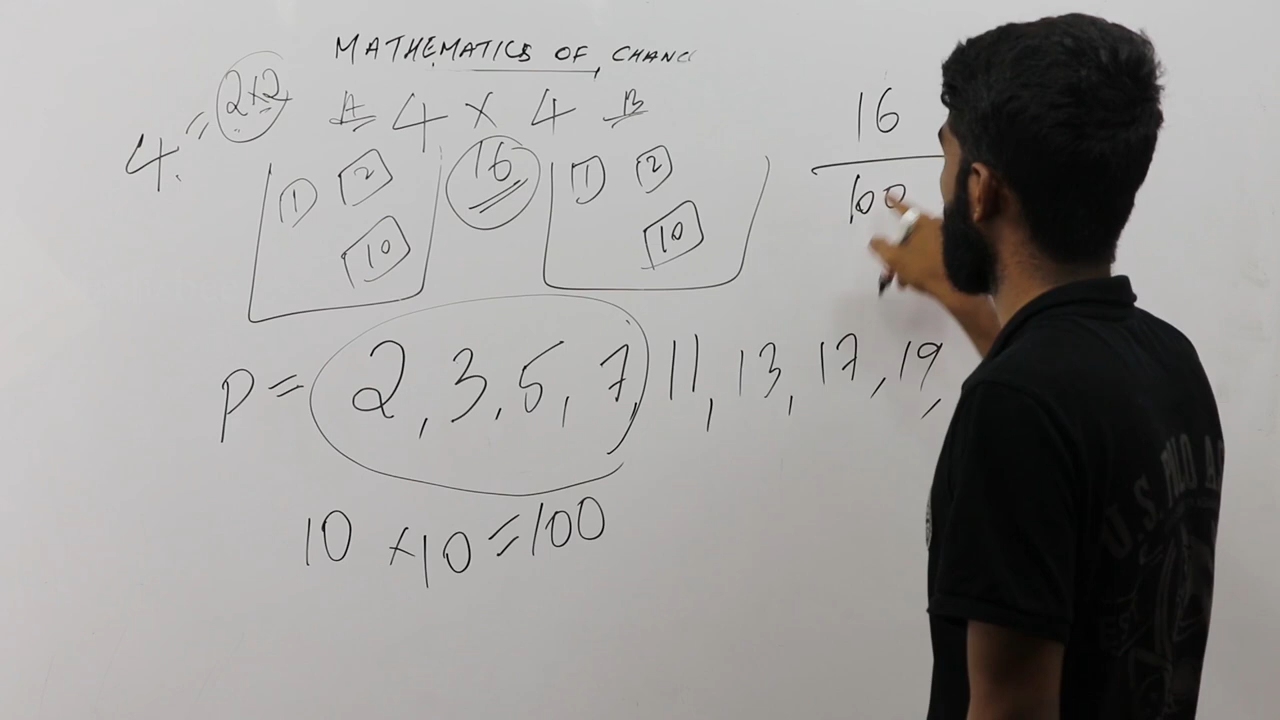 MATHEMATICS OF CHANC
4 = 2×2
A 4 × 4 B
16
100
1 2 10
16
1 2 10
P = 2, 3, 5, 7, 11, 13, 17, 19,
10 × 10 = 100
U.S. POLO A